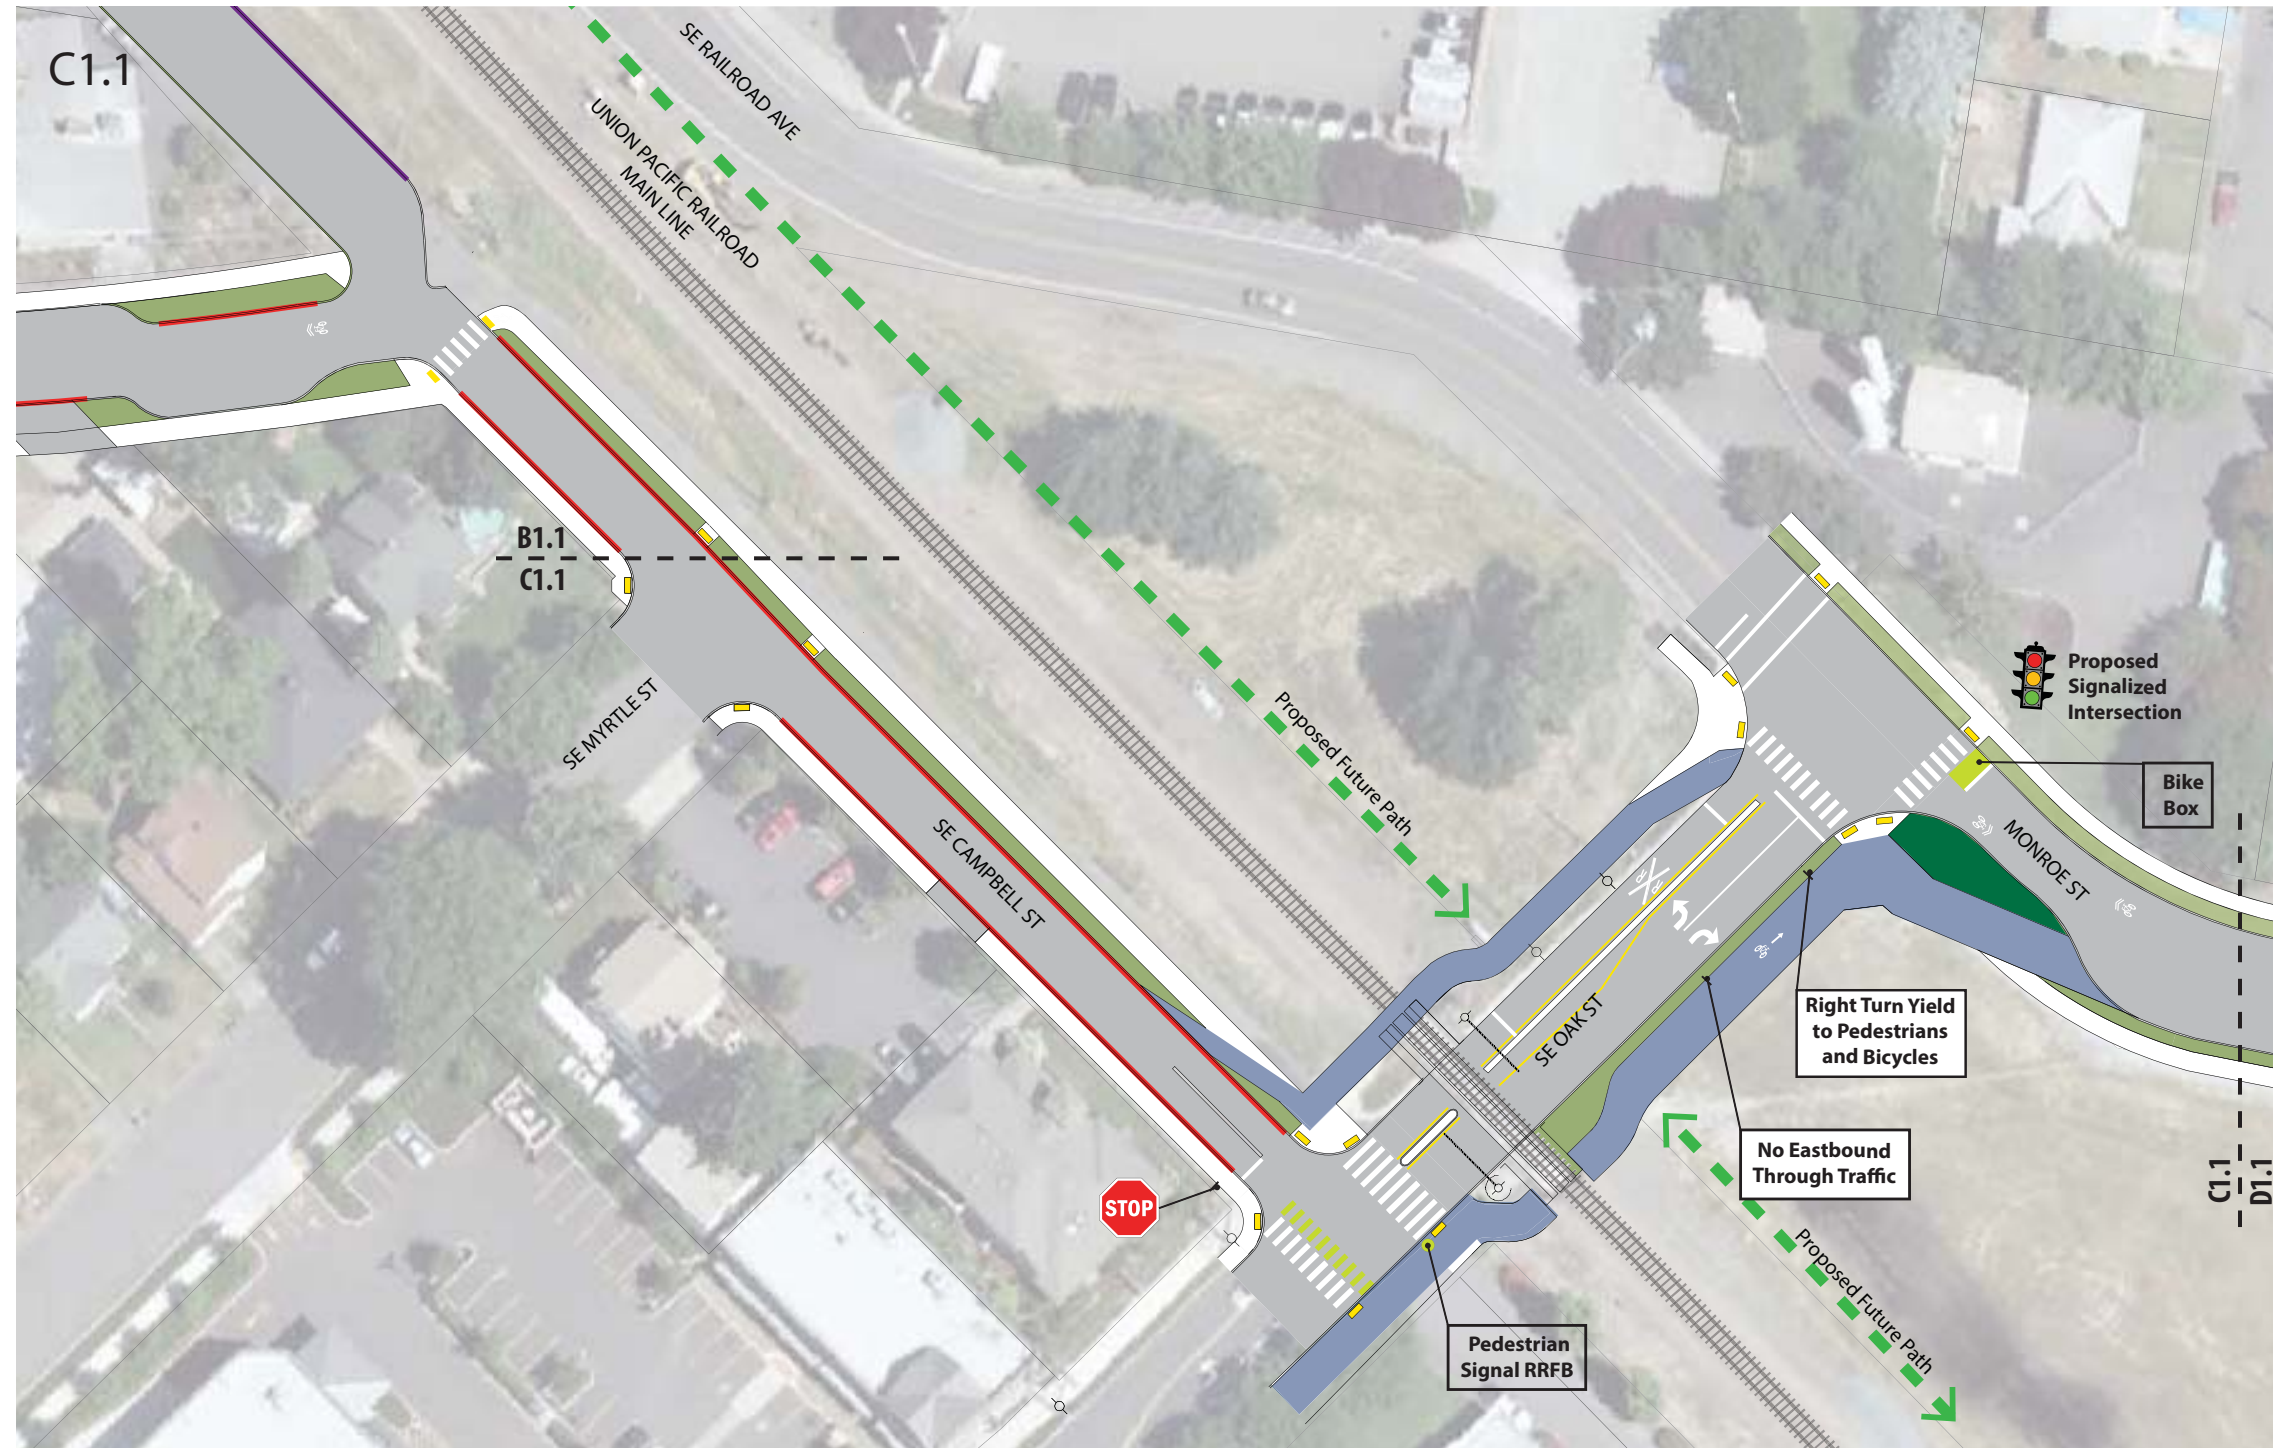 C1.1
SE RAILROAD AVE
UNION PACIFIC RAILROAD
MAIN LINE
B1.1
C1.1
SE MYRTLE ST
SE CAMPBELL ST
Proposed Future Path
Proposed
Signalized
Intersection
Bike
Box
MONROE ST
R R
SE OAK ST
Right Turn Yield
to Pedestrians
and Bicycles
No Eastbound
Through Traffic
C1.1
D1.1
STOP
Proposed Future Path
Pedestrian
Signal RRFB